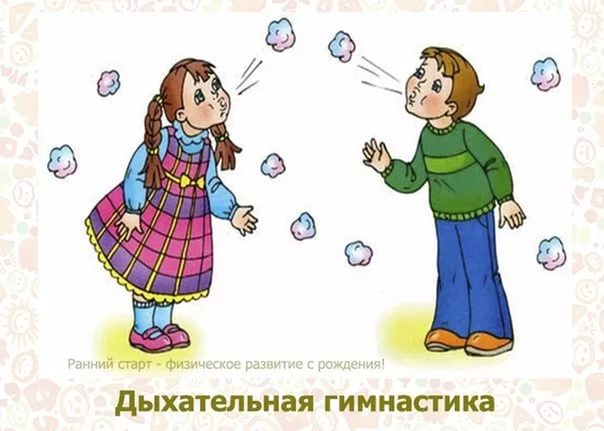 Ранний старт - физическое развитие с рождения!
Дыхательная гимнастика